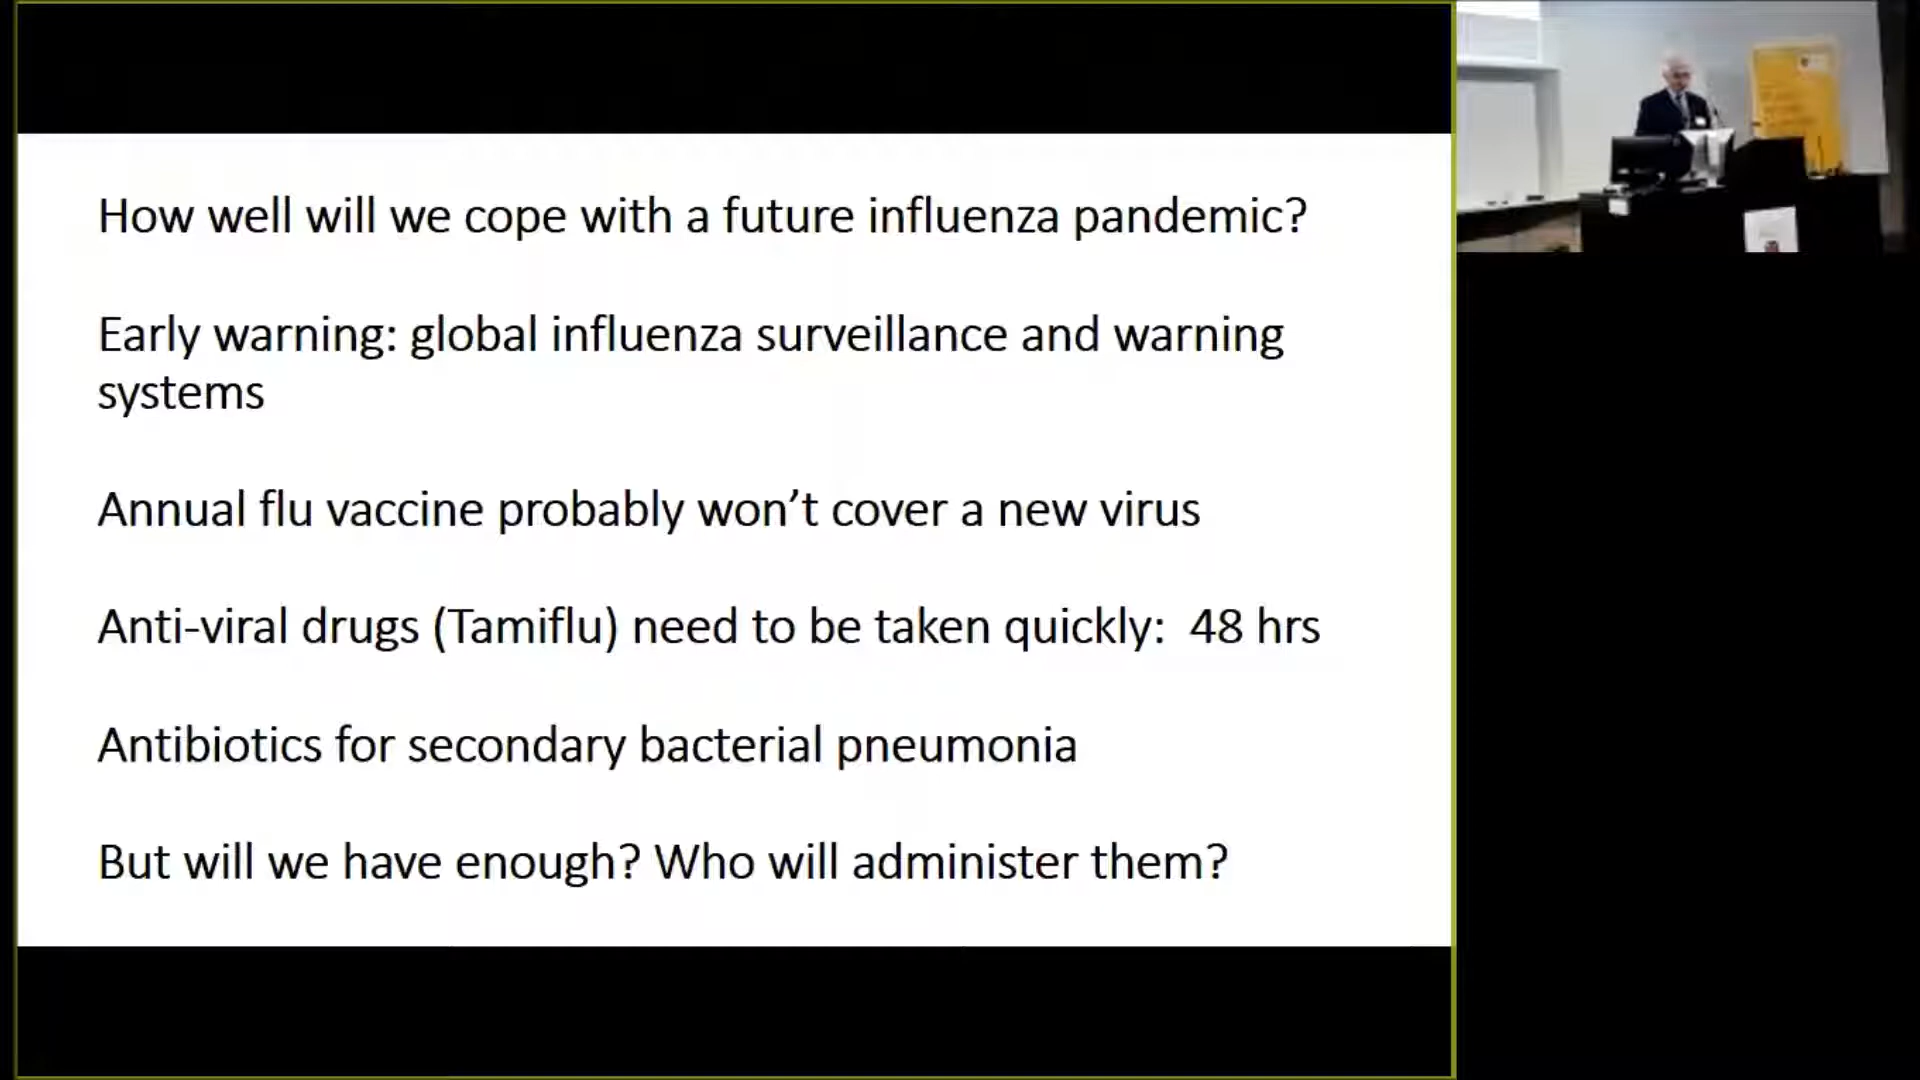 How well will we cope with a future influenza pandemic?
Early warning: global influenza surveillance and warning
systems
Annual flu vaccine probably won’t cover a new virus
Anti-viral drugs (Tamiflu) need to be taken quickly:  48 hrs
Antibiotics for secondary bacterial pneumonia
But will we have enough? Who will administer them?